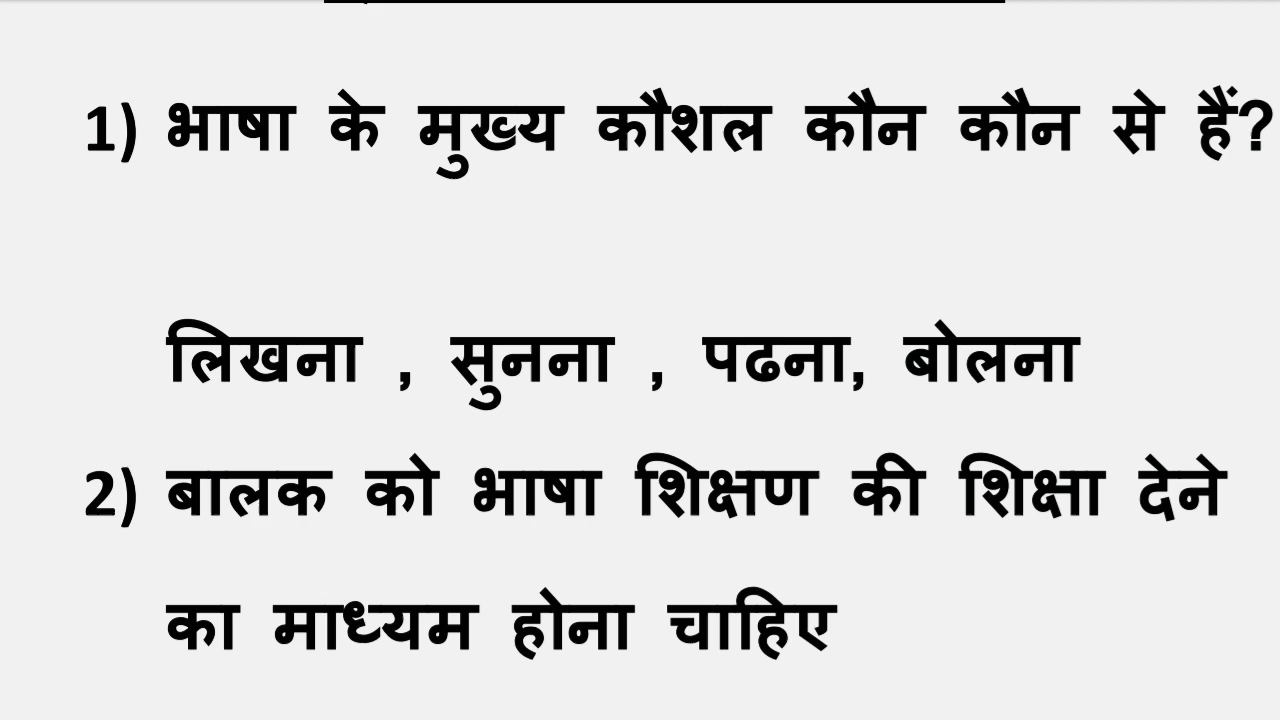 1) भाषा के मुख्य कौशल कौन कौन से हैं?
लिखना , सुनना , पढना, बोलना
2) बालक को भाषा शिक्षण की शिक्षा देने
का माध्यम होना चाहिए